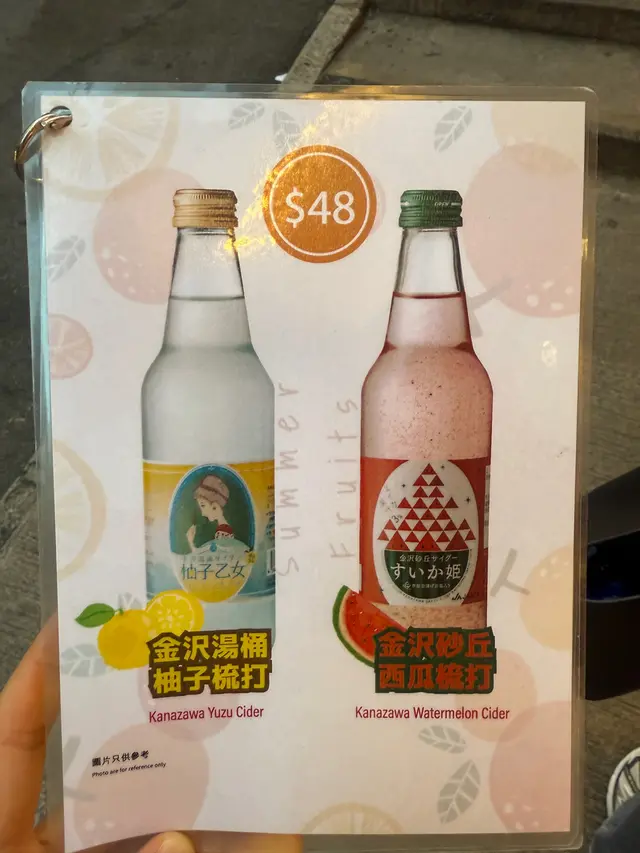 $48
Summer
Fruits
柚子乙女
金沢砂丘サイダー
すいか姫
金沢湯桶
柚子梳打
Kanazawa Yuzu Cider
金沢砂丘
西瓜梳打
Kanazawa Watermelon Cider
圖片只供參考
Photo are for reference only